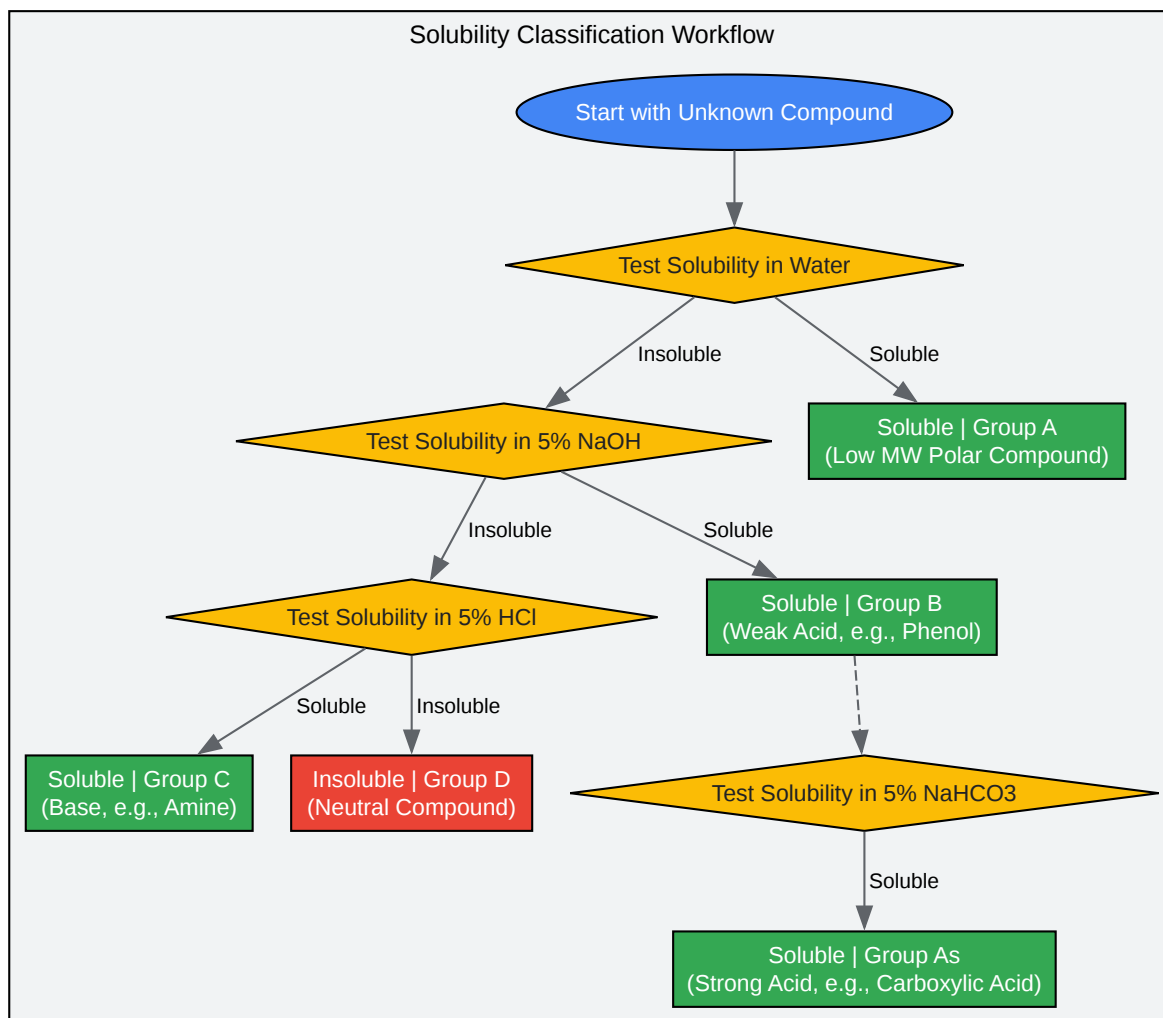 Solubility Classification Workflow
Start with Unknown Compound
Test Solubility in Water
Insoluble
Soluble
Test Solubility in 5% NaOH
Soluble | Group A
(Low MW Polar Compound)
Insoluble
Soluble
Test Solubility in 5% HCl
Soluble | Group B
(Weak Acid, e.g., Phenol)
Soluble
Insoluble
Soluble | Group C
(Base, e.g., Amine)
Insoluble | Group D
(Neutral Compound)
Test Solubility in 5% NaHCO3
Soluble
Soluble | Group As
(Strong Acid, e.g., Carboxylic Acid)